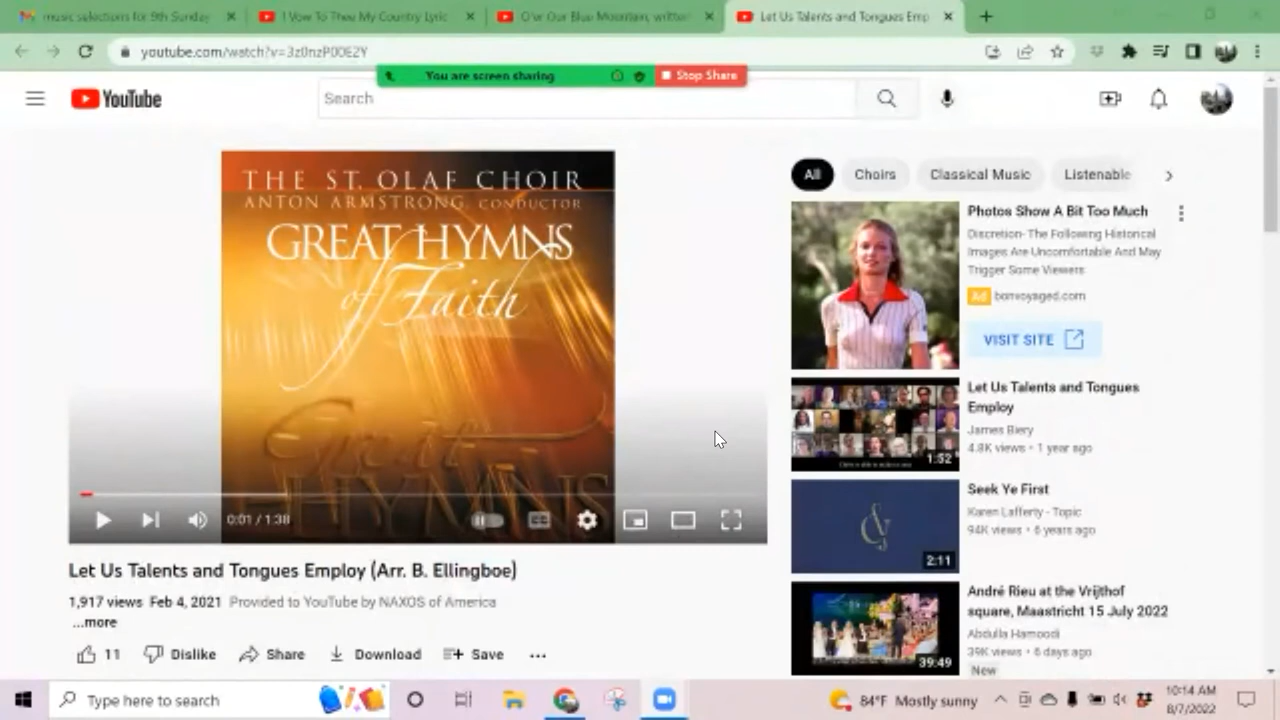 music selections for 9th Sunday
I Vow To Thee My Country Lyric
O'er Our Blue Mountain, written
Let Us Talents and Tongues Emp
youtube.com/watch?v=3z0nzP00E2Y
You are screen sharing
Stop Share
YouTube
Search
THE ST. OLAF CHOIR
ANTON ARMSTRONG, CONDUCTOR
GREAT HYMNS
of Faith
Great
HYMNS
0:01 / 1:38
Let Us Talents and Tongues Employ (Arr. B. Ellingboe)
1,917 views Feb 4, 2021 Provided to YouTube by NAXOS of America
...more
11 Dislike Share Download Save
All Choirs Classical Music Listenable
Photos Show A Bit Too Much
Discretion- The Following Historical
Images Are Uncomfortable And May
Trigger Some Viewers
Ad bonvoyaged.com
VISIT SITE
Let Us Talents and Tongues
Employ
James Biery
4.8K views • 1 year ago
1:52
Seek Ye First
Karen Lafferty - Topic
94K views • 6 years ago
2:11
André Rieu at the Vrijthof
square, Maastricht 15 July 2022
Abdulla Hamoodi
39K views • 6 days ago
New
39:49
Type here to search
84°F Mostly sunny
10:14 AM
8/7/2022